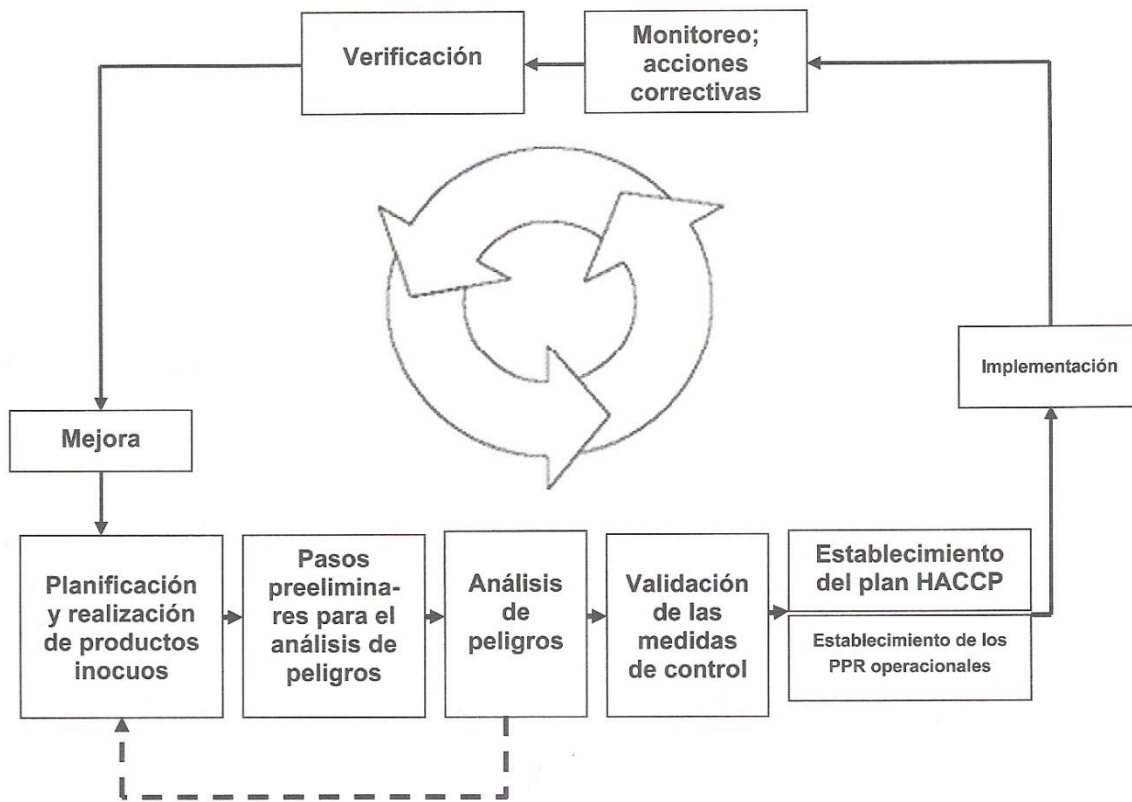 Verificación
Monitoreo;
acciones
correctivas
Implementación
Mejora
Planificación
y realización
de productos
inocuos
Pasos
preelimina-
res para el
análisis de
peligros
Análisis
de
peligros
Validación
de las
medidas
de control
Establecimiento
del plan HACCP
Establecimiento de los
PPR operacionales